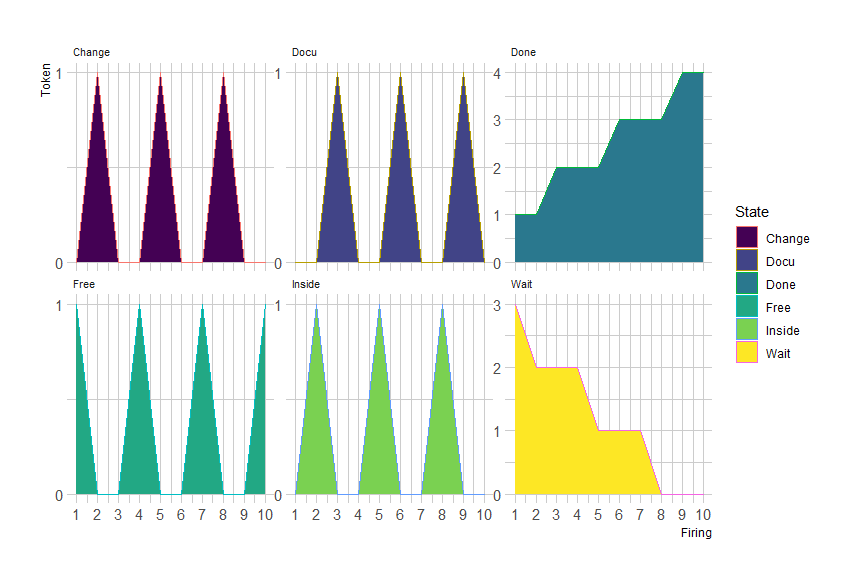 Change Docu Done
Token
1 1 4
3
2
1
0 0 0
State
Change
Docu
Done
Free
Inside
Wait
Free Inside Wait
1 1 3
2
1
0 0 0
1 2 3 4 5 6 7 8 9 10 1 2 3 4 5 6 7 8 9 10 1 2 3 4 5 6 7 8 9 10
Firing